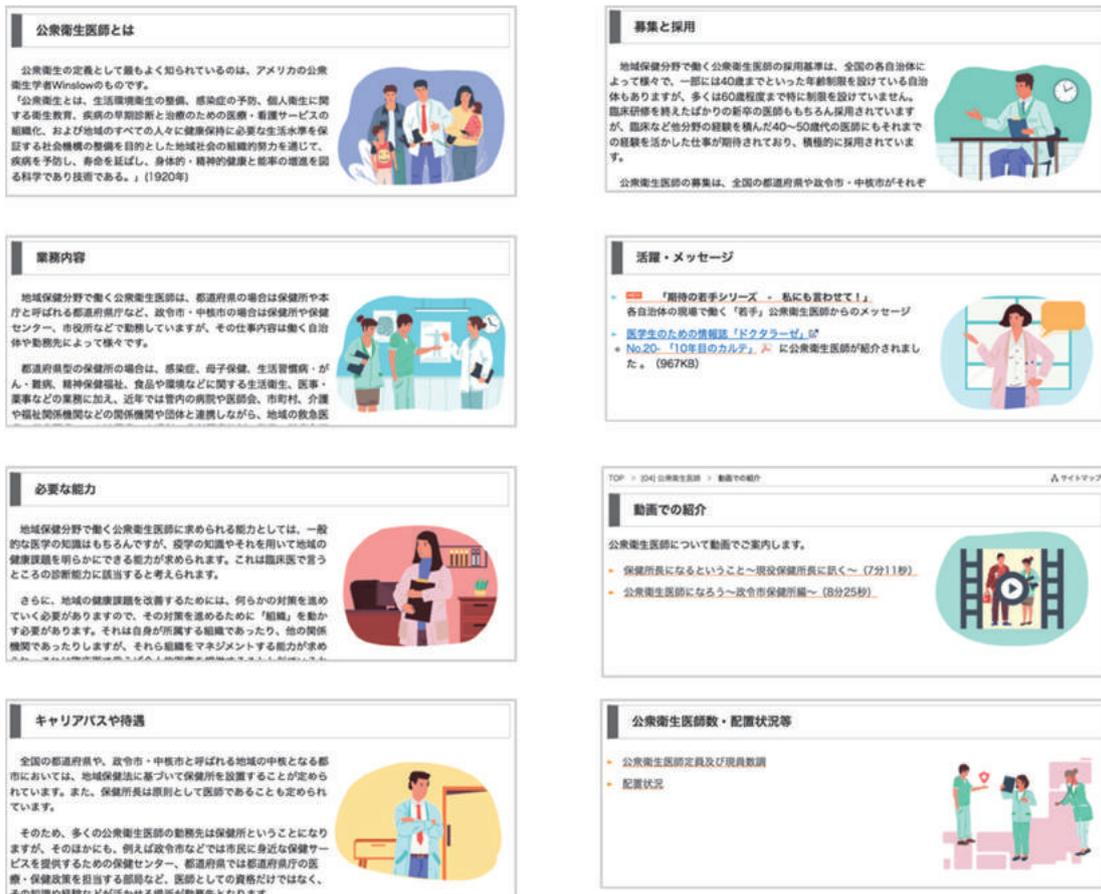 公衆衛生医師とは
公衆衛生の定義として最もよく知られているのは、アメリカの公衆
衛生学者Winslowのものです。
「公衆衛生とは、生活環境衛生の整備、感染症の予防、個人衛生に関
する衛生教育、疾病の早期診断と治療のための医療・看護サービスの
組織化、および地域のすべての人々に健康保持に必要な生活水準を保
証する社会機構の整備を目的とした地域社会の組織的努力を通じて、
疾病を予防し、寿命を延ばし、身体的・精神的健康と能率の増進を図
る科学であり技術である。」(1920年)
業務内容
地域保健分野で働く公衆衛生医師は、都道府県の場合は保健所や本
庁と呼ばれる都道府県庁など、政令市・中核市の場合は保健所や保健
センター、市役所などで勤務していますが、その仕事内容は働く自治
体や勤務先によって様々です。
都道府県型の保健所の場合は、感染症、母子保健、生活習慣病・が
ん・難病、精神保健福祉、食品や環境などに関する生活衛生、医事・
薬事などの業務に加え、近年では管内の病院や医師会、市町村、介護
や福祉関係機関などの関係機関や団体と連携しながら、地域の救急医
必要な能力
地域保健分野で働く公衆衛生医師に求められる能力としては、一般
的な医学の知識はもちろんですが、疫学の知識やそれを用いて地域の
健康課題を明らかにできる能力が求められます。これは臨床医で言う
ところの診断能力に該当すると考えられます。
さらに、地域の健康課題を改善するためには、何らかの対策を進め
ていく必要がありますので、その対策を進めるために「組織」を動か
す必要があります。それは自身が所属する組織であったり、他の関係
機関であったりしますが、それら組織をマネジメントする能力が求め
キャリアパスや待遇
全国の都道府県や、政令市・中核市と呼ばれる地域の中核となる都
市においては、地域保健法に基づいて保健所を設置することが定めら
れています。また、保健所長は原則として医師であることも定められ
ています。
そのため、多くの公衆衛生医師の勤務先は保健所ということになり
ますが、そのほかにも、例えば政令市などでは市民に身近な保健サー
ビスを提供するための保健センター、都道府県では都道府県庁の医
療・保健政策を担当する部局など、医師としての資格だけではなく、
その知識や経験などが活かせる場所が勤務先となります。
募集と採用
地域保健分野で働く公衆衛生医師の採用基準は、全国の各自治体に
よって様々で、一部には40歳までといった年齢制限を設けている自治
体もありますが、多くは60歳程度まで特に制限を設けていません。
臨床研修を終えたばかりの新卒の医師ももちろん採用されています
が、臨床など他分野の経験を積んだ40〜50歳代の医師にもそれまで
の経験を活かした仕事が期待されており、積極的に採用されていま
す。
公衆衛生医師の募集は、全国の都道府県や政令市・中核市がそれぞ
活躍・メッセージ
NEW 「期待の若手シリーズ - 私にも言わせて！」
各自治体の現場で働く「若手」公衆衛生医師からのメッセージ
医学生のための情報誌「ドクタラーゼ」
No.20-「10年目のカルテ」 に公衆衛生医師が紹介されまし
た。（967KB）
TOP > [04] 公衆衛生医師 > 動画での紹介 サイトマップ
動画での紹介
公衆衛生医師について動画でご案内します。
保健所長になるということ〜現役保健所長に訊く〜（7分11秒）
公衆衛生医師になろう〜政令市保健所編〜（8分25秒）
公衆衛生医師数・配置状況等
公衆衛生医師定員及び現員数調
配置状況